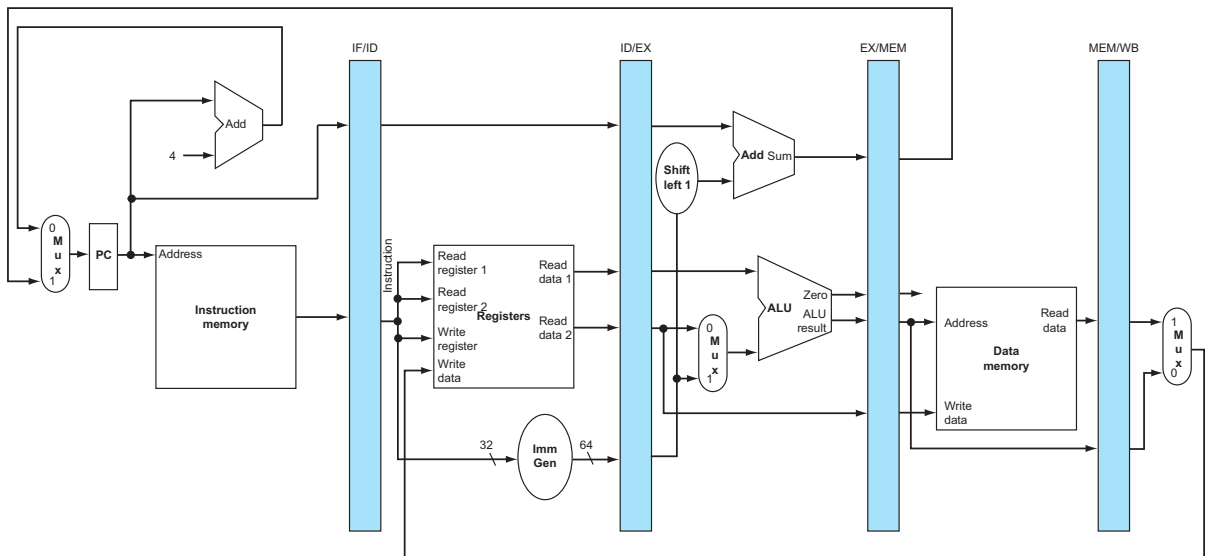 IF/ID
ID/EX
EX/MEM
MEM/WB
Add
4
Shift
left 1
Add Sum
0
M
u
x
1
PC
Address
Instruction
memory
Instruction
Read
register 1
Read
register 2
Registers
Write
register
Write
data
Read
data 1
Read
data 2
0
M
u
x
1
ALU
Zero
ALU
result
Address
Read
data
Data
memory
Write
data
1
M
u
x
0
32
Imm
Gen
64